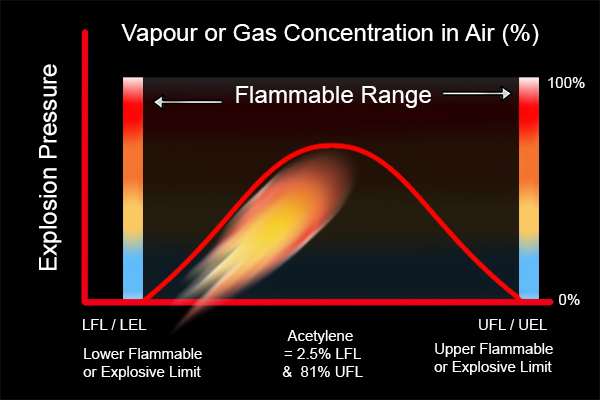 Vapour or Gas Concentration in Air (%)
Flammable Range
100%
Explosion Pressure
0%
LFL / LEL
Lower Flammable
or Explosive Limit
Acetylene
= 2.5% LFL
& 81% UFL
UFL / UEL
Upper Flammable
or Explosive Limit